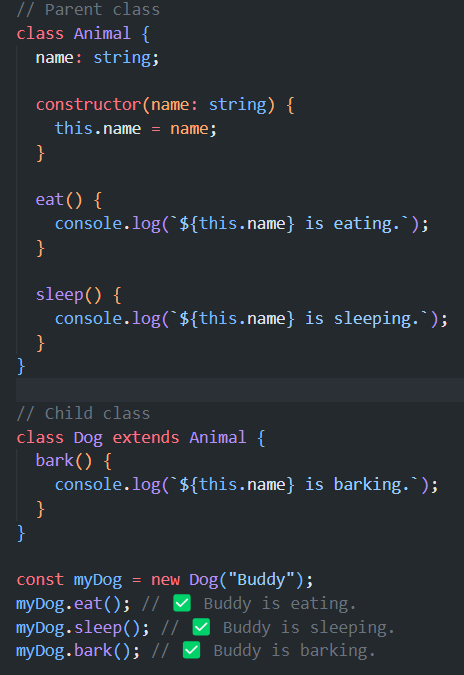 // Parent class
class Animal {
  name: string;

  constructor(name: string) {
    this.name = name;
  }

  eat() {
    console.log(`${this.name} is eating.`);
  }

  sleep() {
    console.log(`${this.name} is sleeping.`);
  }
}

// Child class
class Dog extends Animal {
  bark() {
    console.log(`${this.name} is barking.`);
  }
}

const myDog = new Dog("Buddy");
myDog.eat(); // ✅ Buddy is eating.
myDog.sleep(); // ✅ Buddy is sleeping.
myDog.bark(); // ✅ Buddy is barking.